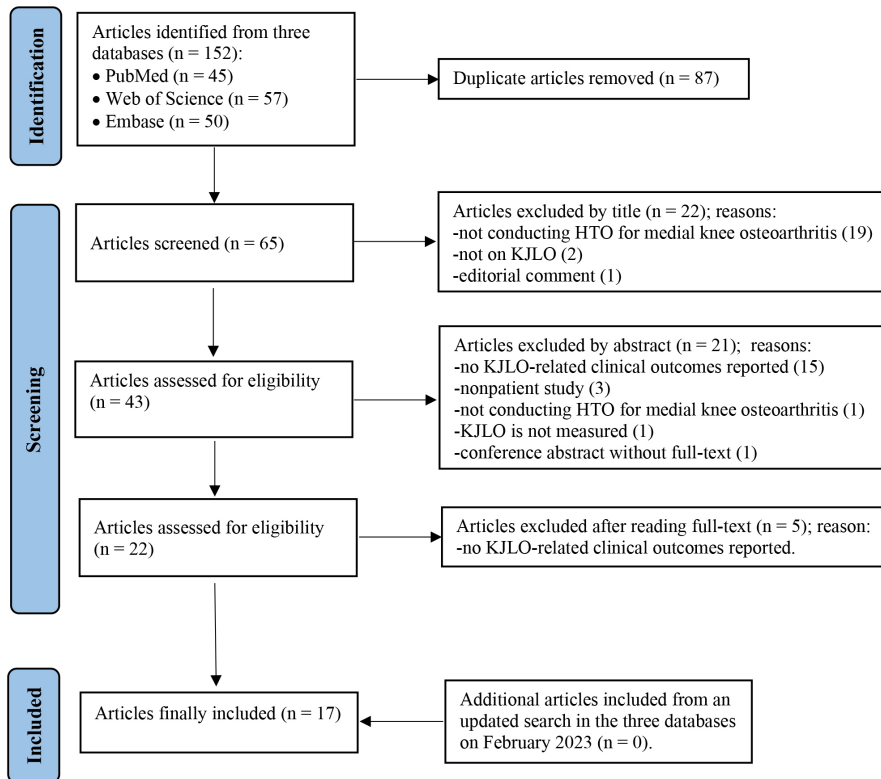 Identification
Articles identified from three
databases (n = 152):
• PubMed (n = 45)
• Web of Science (n = 57)
• Embase (n = 50)
Duplicate articles removed (n = 87)
Screening
Articles screened (n = 65)
Articles excluded by title (n = 22); reasons:
-not conducting HTO for medial knee osteoarthritis (19)
-not on KJLO (2)
-editorial comment (1)
Articles assessed for eligibility
(n = 43)
Articles excluded by abstract (n = 21);  reasons:
-no KJLO-related clinical outcomes reported (15)
-nonpatient study (3)
-not conducting HTO for medial knee osteoarthritis (1)
-KJLO is not measured (1)
-conference abstract without full-text (1)
Articles assessed for eligibility
(n = 22)
Articles excluded after reading full-text (n = 5); reason:
-no KJLO-related clinical outcomes reported.
Included
Articles finally included (n = 17)
Additional articles included from an
updated search in the three databases
on February 2023 (n = 0).